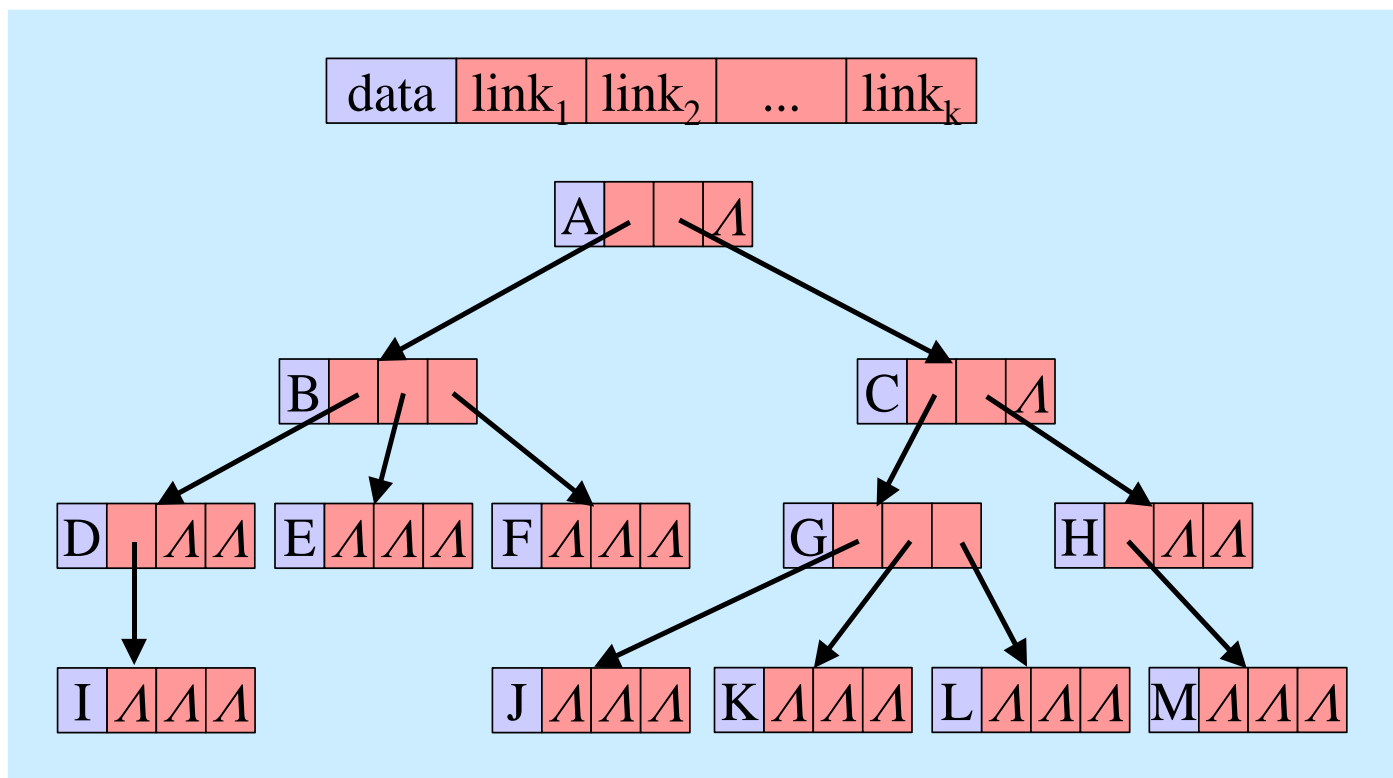 data link₁ link₂ ... linkₖ
A Λ
B C Λ
D Λ Λ E Λ Λ Λ F Λ Λ Λ G H Λ Λ
I Λ Λ Λ J Λ Λ Λ K Λ Λ Λ L Λ Λ Λ M Λ Λ Λ